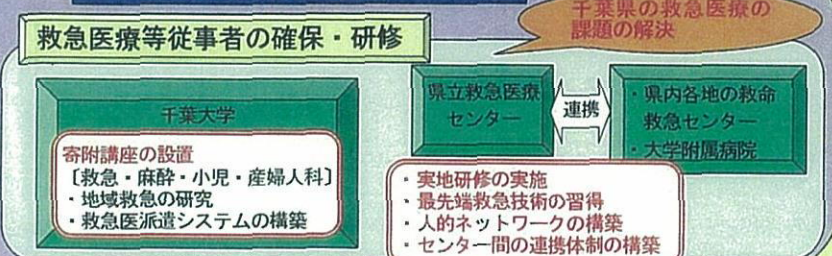 千葉県の救急医療の
課題の解決
救急医療等従事者の確保・研修
千葉大学
寄附講座の設置
〔救急・麻酔・小児・産婦人科〕
・地域救急の研究
・救急医派遣システムの構築
県立救急医療
センター
連携
・県内各地の救命
救急センター
・大学附属病院
・実地研修の実施
・最先端救急技術の習得
・人的ネットワークの構築
・センター間の連携体制の構築